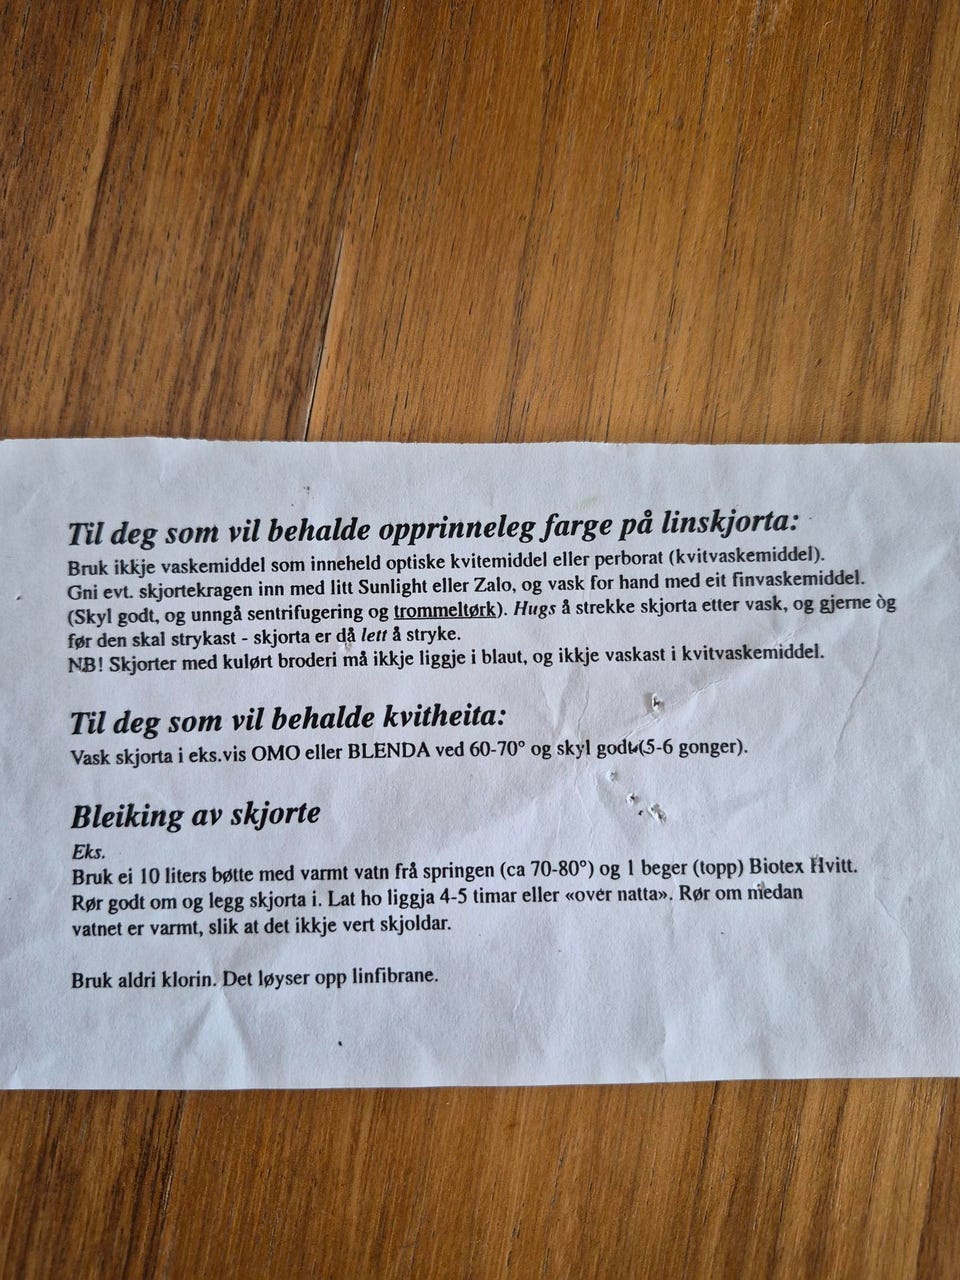 Til deg som vil behalde opprinneleg farge på linskjorta:
Bruk ikkje vaskemiddel som inneheld optiske kvitemiddel eller perborat (kvitvaskemiddel).
Gni evt. skjortekragen inn med litt Sunlight eller Zalo, og vask for hand med eit finvaskemiddel.
(Skyl godt, og unngå sentrifugering og trommeltørk). Hugs å strekke skjorta etter vask, og gjerne òg
før den skal strykast - skjorta er då lett å stryke.
NB! Skjorter med kulørt broderi må ikkje liggje i blaut, og ikkje vaskast i kvitvaskemiddel.
Til deg som vil behalde kvitheita:
Vask skjorta i eks.vis OMO eller BLENDA ved 60-70° og skyl godt (5-6 gonger).
Bleiking av skjorte
Eks.
Bruk ei 10 liters bøtte med varmt vatn frå springen (ca 70-80°) og 1 beger (topp) Biotex Hvitt.
Rør godt om og legg skjorta i. Lat ho liggja 4-5 timar eller «over natta». Rør om medan
vatnet er varmt, slik at det ikkje vert skjoldar.
Bruk aldri klorin. Det løyser opp linfibrane.